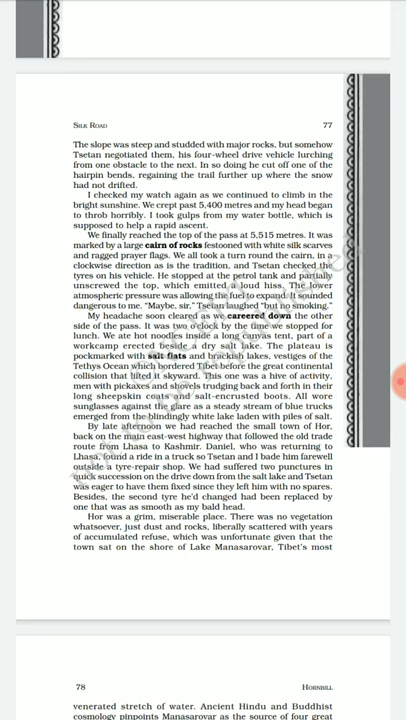 SILK ROAD 77
The slope was steep and studded with major rocks, but somehow
Tsetan negotiated them, his four-wheel drive vehicle lurching
from one obstacle to the next. In so doing he cut off one of the
hairpin bends, regaining the trail further up where the snow
had not drifted.
I checked my watch again as we continued to climb in the
bright sunshine. We crept past 5,400 metres and my head began
to throb horribly. I took gulps from my water bottle, which is
supposed to help a rapid ascent.
We finally reached the top of the pass at 5,515 metres. It was
marked by a large cairn of rocks festooned with white silk scarves
and ragged prayer flags. We all took a turn round the cairn, in a
clockwise direction as is the tradition, and Tsetan checked the
tyres on his vehicle. He stopped at the petrol tank and partially
unscrewed the top, which emitted a loud hiss. The lower
atmospheric pressure was allowing the fuel to expand. It sounded
dangerous to me. “Maybe, sir,” Tsetan laughed “but no smoking.”
My headache soon cleared as we careered down the other
side of the pass. It was two o’clock by the time we stopped for
lunch. We ate hot noodles inside a long canvas tent, part of a
workcamp erected beside a dry salt lake. The plateau is
pockmarked with salt flats and brackish lakes, vestiges of the
Tethys Ocean which bordered Tibet before the great continental
collision that lifted it skyward. This one was a hive of activity,
men with pickaxes and shovels trudging back and forth in their
long sheepskin coats and salt-encrusted boots. All wore
sunglasses against the glare as a steady stream of blue trucks
emerged from the blindingly white lake laden with piles of salt.
By late afternoon we had reached the small town of Hor,
back on the main east-west highway that followed the old trade
route from Lhasa to Kashmir. Daniel, who was returning to
Lhasa, found a ride in a truck so Tsetan and I bade him farewell
outside a tyre-repair shop. We had suffered two punctures in
quick succession on the drive down from the salt lake and Tsetan
was eager to have them fixed since they left him with no spares.
Besides, the second tyre he’d changed had been replaced by
one that was as smooth as my bald head.
Hor was a grim, miserable place. There was no vegetation
whatsoever, just dust and rocks, liberally scattered with years
of accumulated refuse, which was unfortunate given that the
town sat on the shore of Lake Manasarovar, Tibet’s most
78 HORNBILL
venerated stretch of water. Ancient Hindu and Buddhist
cosmology pinpoints Manasarovar as the source of four great